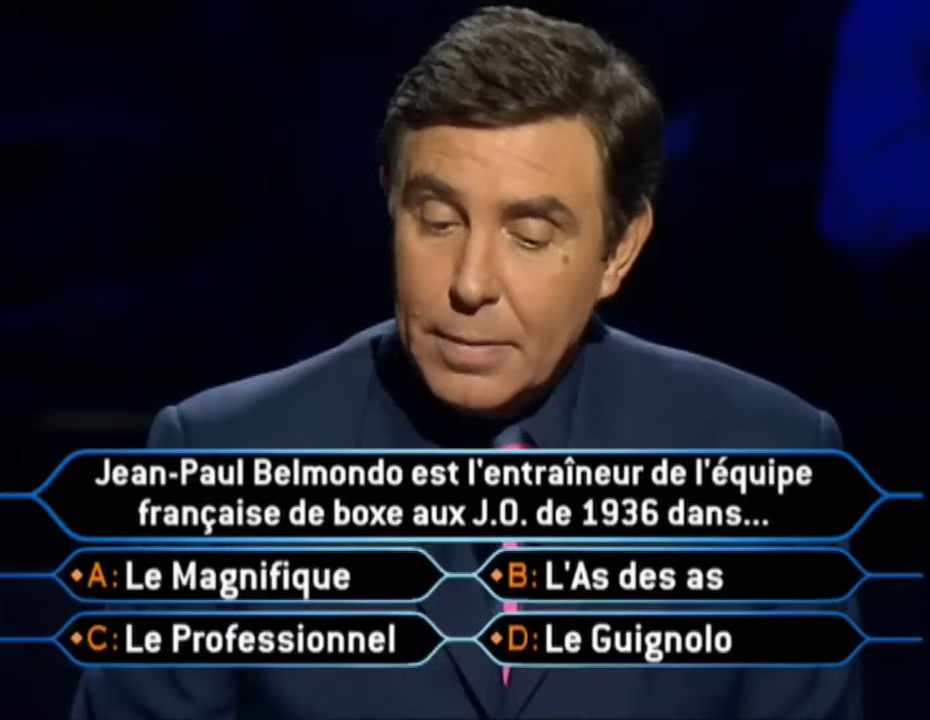 Jean-Paul Belmondo est l'entraîneur de l'équipe
française de boxe aux J.O. de 1936 dans...
A: Le Magnifique
B: L'As des as
C: Le Professionnel
D: Le Guignolo